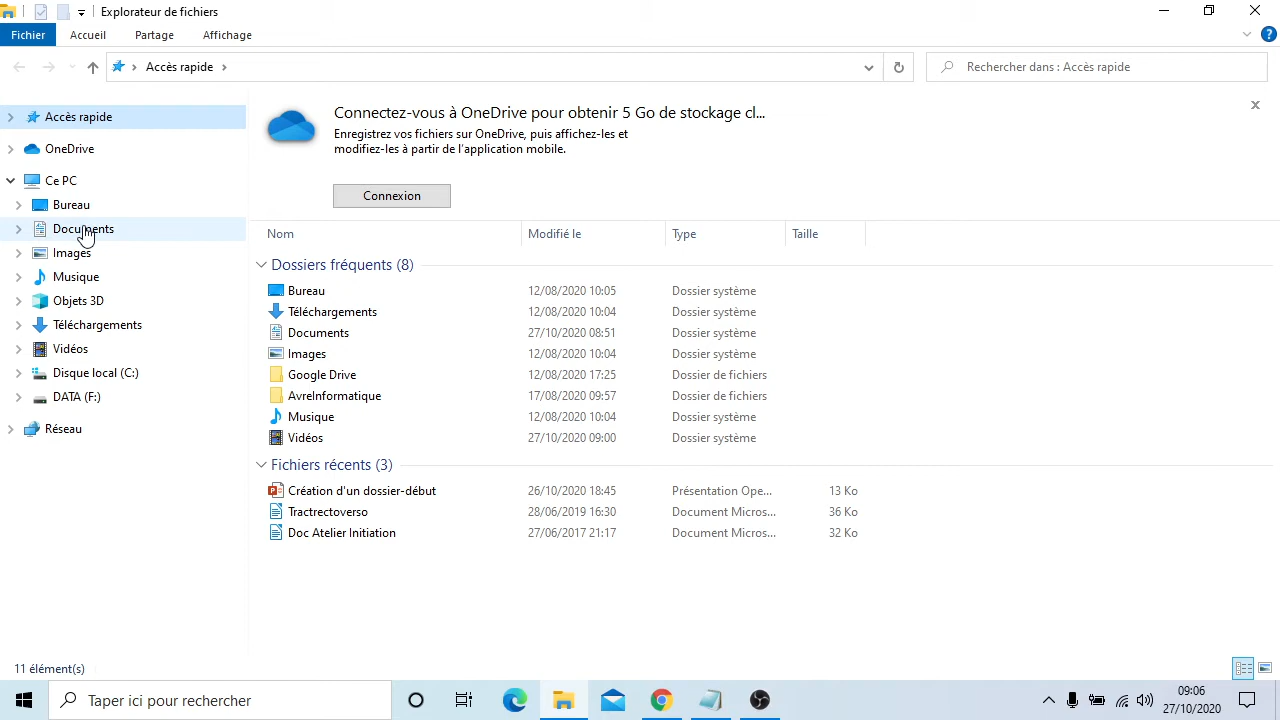 Explorateur de fichiers
Fichier Accueil Partage Affichage
Accès rapide Rechercher dans : Accès rapide
Accès rapide
OneDrive
Ce PC
Bureau
Documents
Images
Musique
Objets 3D
Téléchargements
Vidéos
Disque local (C:)
DATA (F:)
Réseau
Connectez-vous à OneDrive pour obtenir 5 Go de stockage cl...
Enregistrez vos fichiers sur OneDrive, puis affichez-les et
modifiez-les à partir de l'application mobile.
Connexion
Nom Modifié le Type Taille
Dossiers fréquents (8)
Bureau 12/08/2020 10:05 Dossier système
Téléchargements 12/08/2020 10:04 Dossier système
Documents 27/10/2020 08:51 Dossier système
Images 12/08/2020 10:04 Dossier système
Google Drive 12/08/2020 17:25 Dossier de fichiers
AvreInformatique 17/08/2020 09:57 Dossier de fichiers
Musique 12/08/2020 10:04 Dossier système
Vidéos 27/10/2020 09:00 Dossier système
Fichiers récents (3)
Création d'un dossier-début 26/10/2020 18:45 Présentation Ope... 13 Ko
Tractrectoverso 28/06/2019 16:30 Document Micros... 36 Ko
Doc Atelier Initiation 27/06/2017 21:17 Document Micros... 32 Ko
11 élément(s)
Taper ici pour rechercher
09:06
27/10/2020